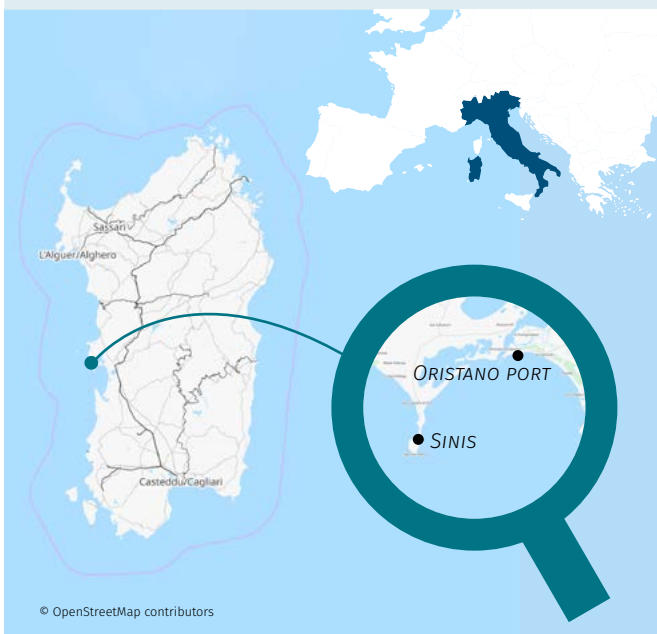 Sassari
L'Alguer/Alghero
ORISTANO PORT
SINIS
Casteddu/Cagliari
© OpenStreetMap contributors